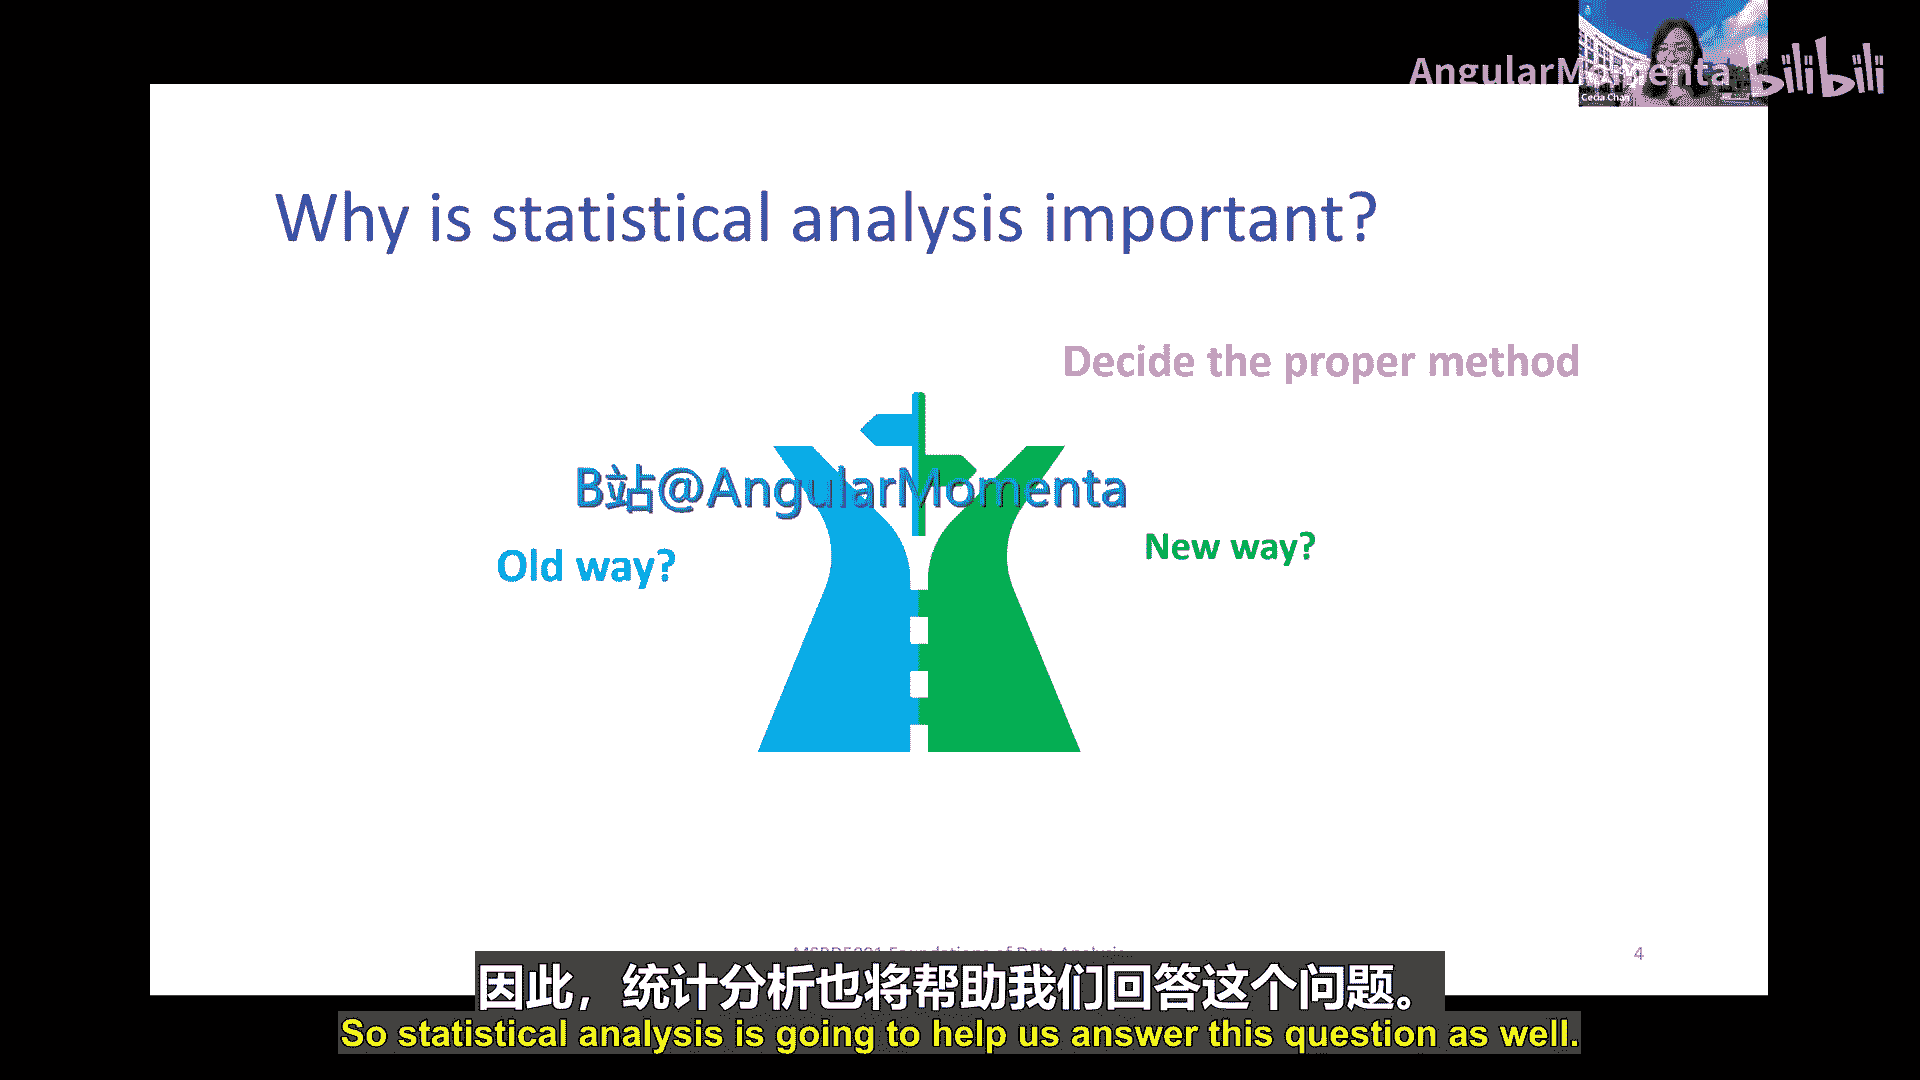 AngularMomenta bilibili
Cecia Chan
Why is statistical analysis important?
Decide the proper method
B站@AngularMomenta
Old way?
New way?
4
因此，统计分析也将帮助我们回答这个问题。
So statistical analysis is going to help us answer this question as well.